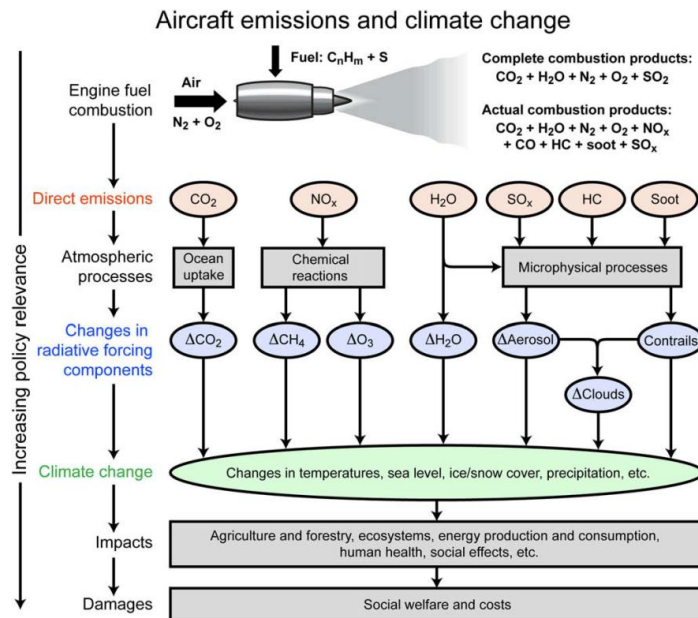 Aircraft emissions and climate change
Increasing policy relevance
Engine fuel combustion
Fuel: CₙHₘ + S
Air
N₂ + O₂
Complete combustion products:
CO₂ + H₂O + N₂ + O₂ + SO₂
Actual combustion products:
CO₂ + H₂O + N₂ + O₂ + NOₓ
+ CO + HC + soot + SOₓ
Direct emissions
CO₂
NOₓ
H₂O
SOₓ
HC
Soot
Atmospheric
processes
Ocean
uptake
Chemical
reactions
Microphysical processes
Changes in
radiative forcing
components
ΔCO₂
ΔCH₄
ΔO₃
ΔH₂O
ΔAerosol
Contrails
ΔClouds
Climate change
Changes in temperatures, sea level, ice/snow cover, precipitation, etc.
Impacts
Agriculture and forestry, ecosystems, energy production and consumption,
human health, social effects, etc.
Damages
Social welfare and costs